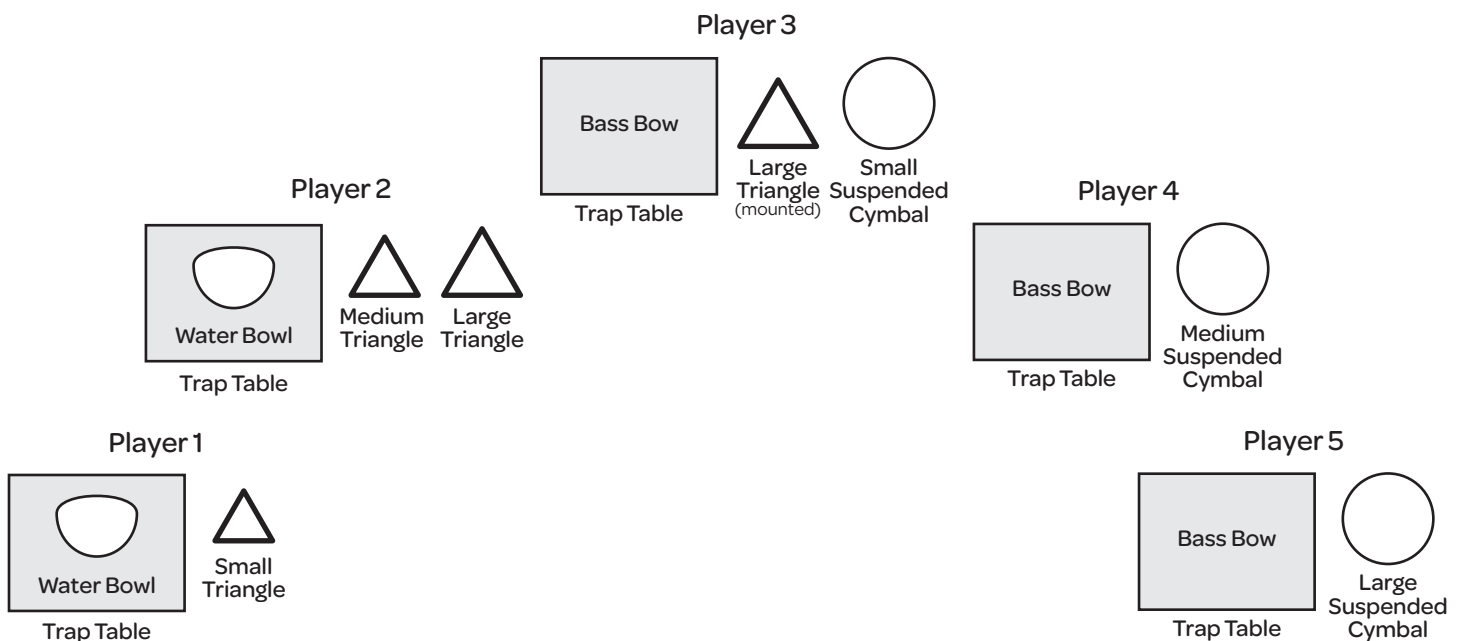 Player 3
Bass Bow
Large
Triangle
(mounted)
Small
Suspended
Cymbal
Trap Table
Player 2
Water Bowl
Medium
Triangle
Large
Triangle
Trap Table
Player 4
Bass Bow
Medium
Suspended
Cymbal
Trap Table
Player 1
Water Bowl
Small
Triangle
Trap Table
Player 5
Bass Bow
Large
Suspended
Cymbal
Trap Table